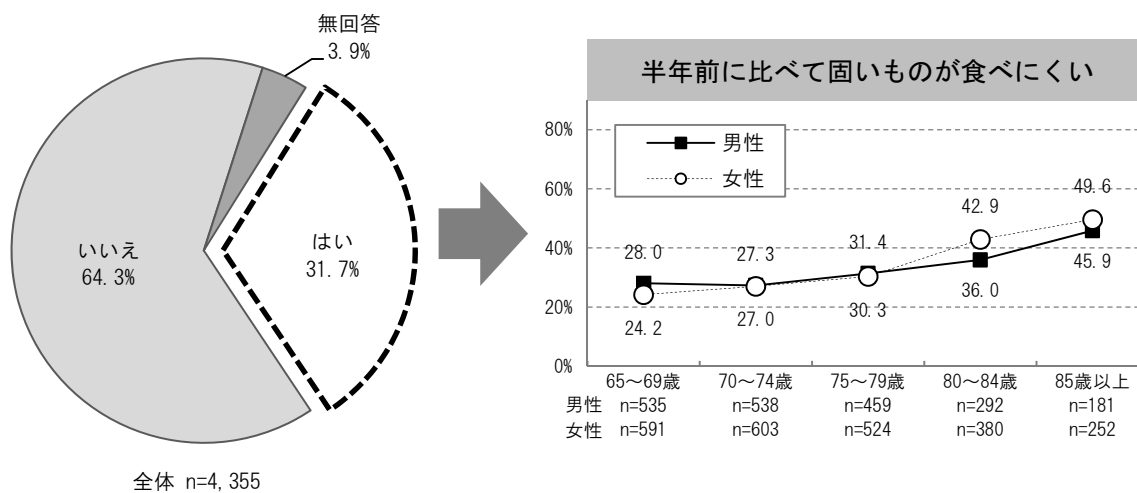 無回答
3.9%
いいえ
64.3%
はい
31.7%
全体 n=4,355
半年前に比べて固いものが食べにくい
80%
60%
40%
20%
0%
男性
女性
28.0
27.3
31.4
42.9
49.6
24.2
27.0
30.3
36.0
45.9
65～69歳 70～74歳 75～79歳 80～84歳 85歳以上
男性 n=535 n=538 n=459 n=292 n=181
女性 n=591 n=603 n=524 n=380 n=252